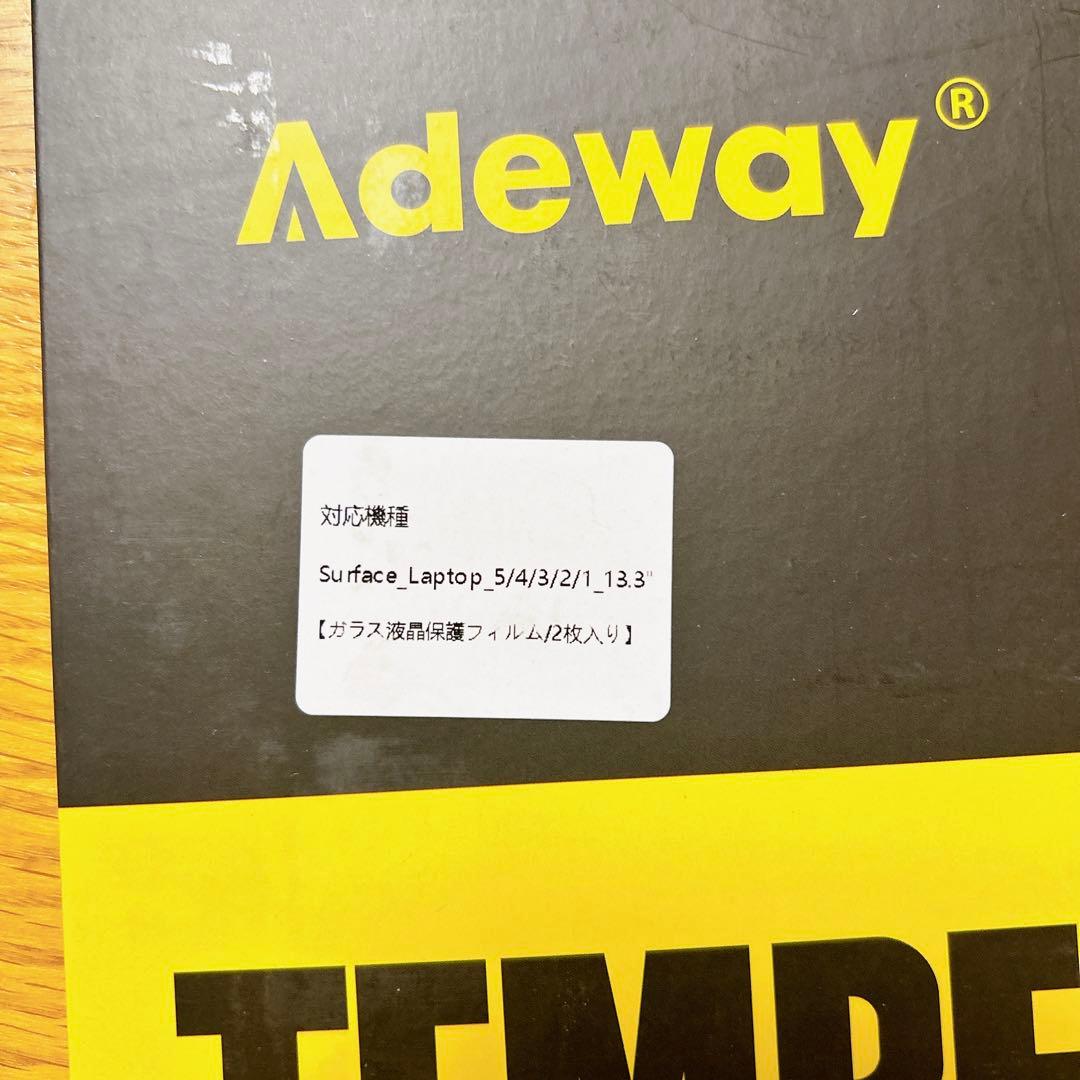 Adeway®
対応機種
Surface_Laptop_5/4/3/2/1_13.3"
【ガラス液晶保護フィルム/2枚入り】
TEMPE